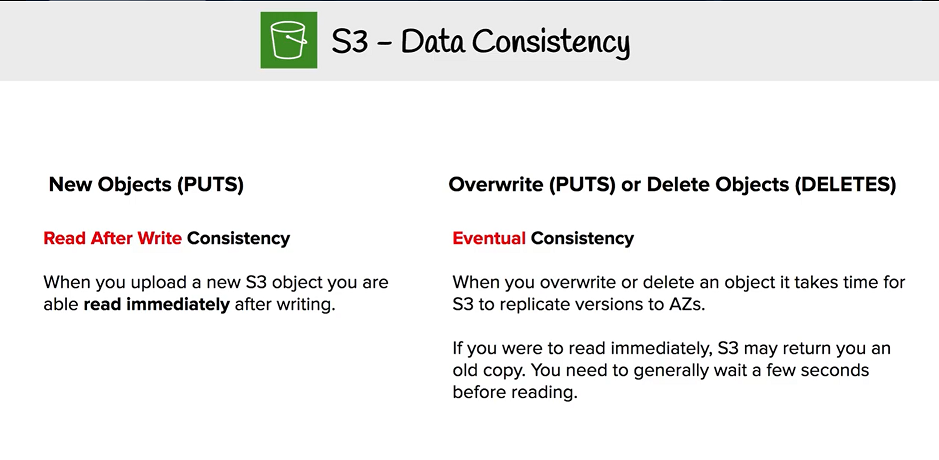 S3 – Data Consistency
New Objects (PUTS)
Read After Write Consistency
When you upload a new S3 object you are
able read immediately after writing.
Overwrite (PUTS) or Delete Objects (DELETES)
Eventual Consistency
When you overwrite or delete an object it takes time for
S3 to replicate versions to AZs.
If you were to read immediately, S3 may return you an
old copy. You need to generally wait a few seconds
before reading.